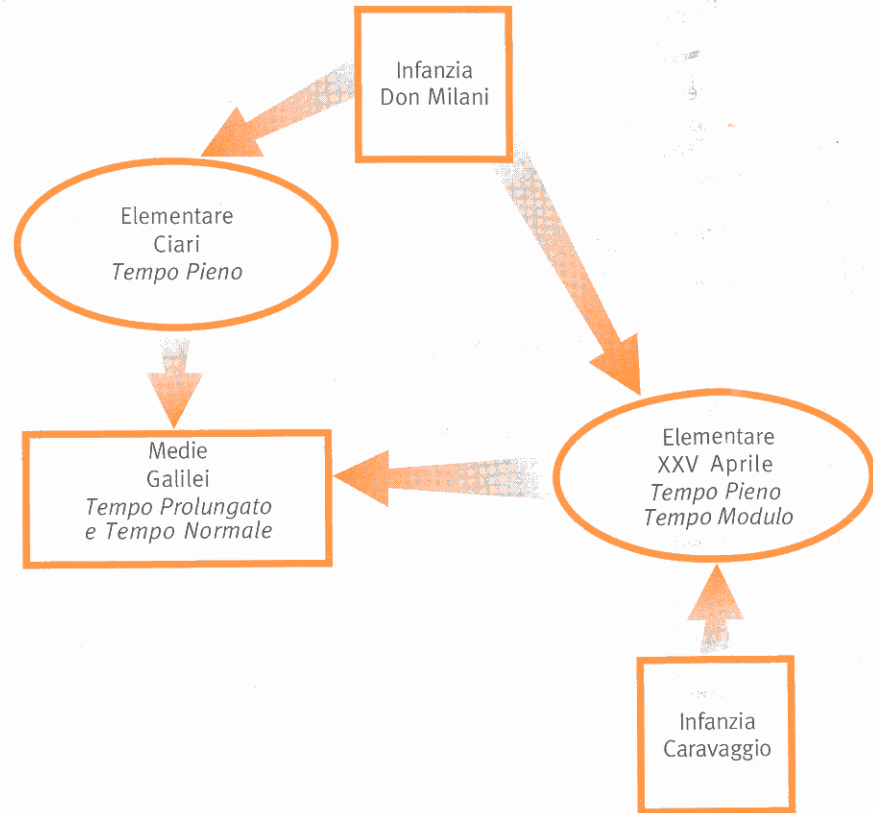 Infanzia
Don Milani
Elementare
Ciari
Tempo Pieno
Medie
Galilei
Tempo Prolungato
e Tempo Normale
Elementare
XXV Aprile
Tempo Pieno
Tempo Modulo
Infanzia
Caravaggio